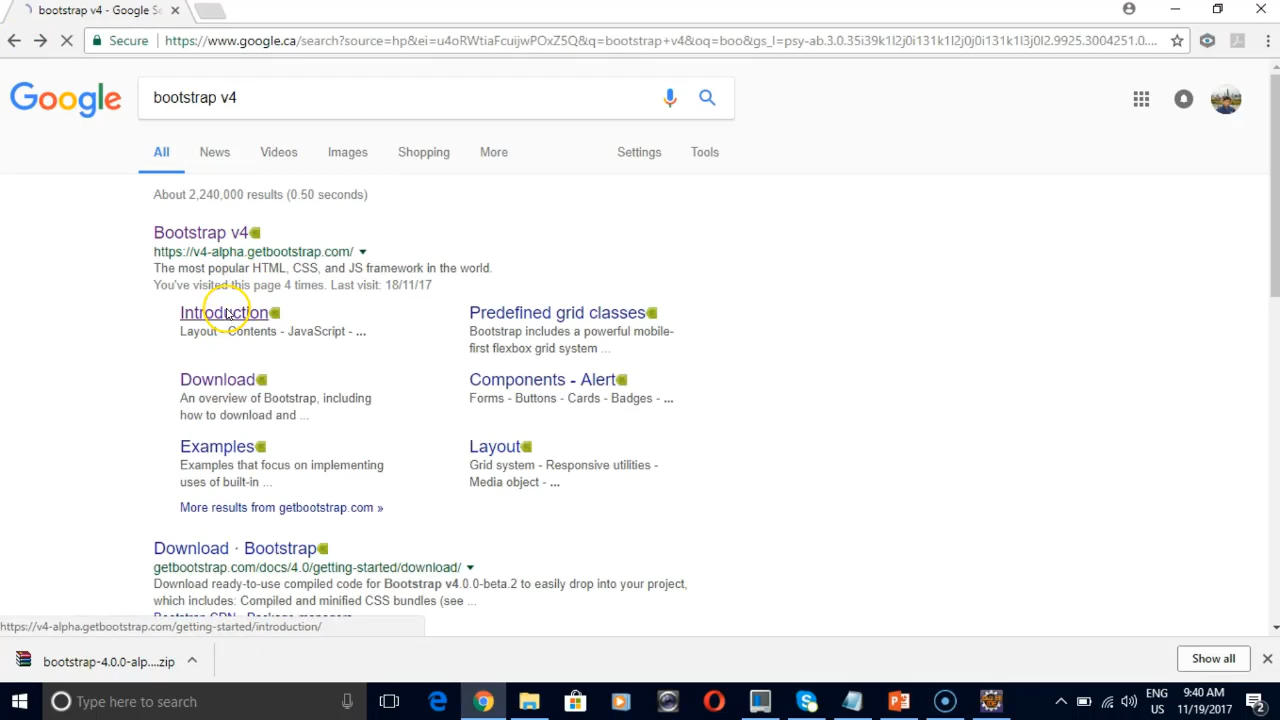 bootstrap v4 - Google Se
Secure
https://www.google.ca/search?source=hp&ei=u4oRWtiaFcuijwPOxZ5Q&q=bootstrap+v4&oq=boo&gs_l=psy-ab.3.0.35i39k1l2j0i131k1l2j0j0i131k1l3j0l2.9925.3004251.0....
Google
bootstrap v4
All News Videos Images Shopping More Settings Tools
About 2,240,000 results (0.50 seconds)
Bootstrap v4
https://v4-alpha.getbootstrap.com/
The most popular HTML, CSS, and JS framework in the world.
You've visited this page 4 times. Last visit: 18/11/17
Introduction
Layout - Contents - JavaScript - ...
Predefined grid classes
Bootstrap includes a powerful mobile-
first flexbox grid system ...
Download
An overview of Bootstrap, including
how to download and ...
Components - Alert
Forms - Buttons - Cards - Badges - ...
Examples
Examples that focus on implementing
uses of built-in ...
Layout
Grid system - Responsive utilities -
Media object - ...
More results from getbootstrap.com »
Download · Bootstrap
getbootstrap.com/docs/4.0/getting-started/download/
Download ready-to-use compiled code for Bootstrap v4.0.0-beta.2 to easily drop into your project,
which includes: Compiled and minified CSS bundles (see ...
Bootstrap CDN - Package managers
https://v4-alpha.getbootstrap.com/getting-started/introduction/
bootstrap-4.0.0-alp....zip
Show all
Type here to search
ENG
US
9:40 AM
11/19/2017
2